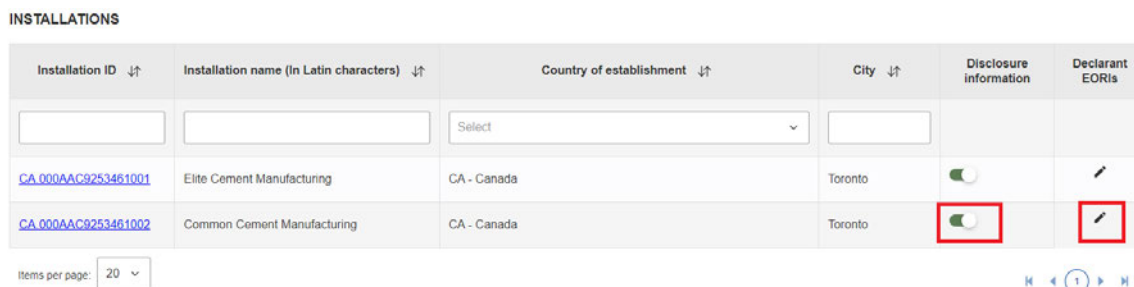 INSTALLATIONS
Installation ID Installation name (In Latin characters) Country of establishment City Disclosure information Declarant EORIs
Select
CA.000AAC9253461001 Elite Cement Manufacturing CA - Canada Toronto
CA.000AAC9253461002 Common Cement Manufacturing CA - Canada Toronto
Items per page: 20 1